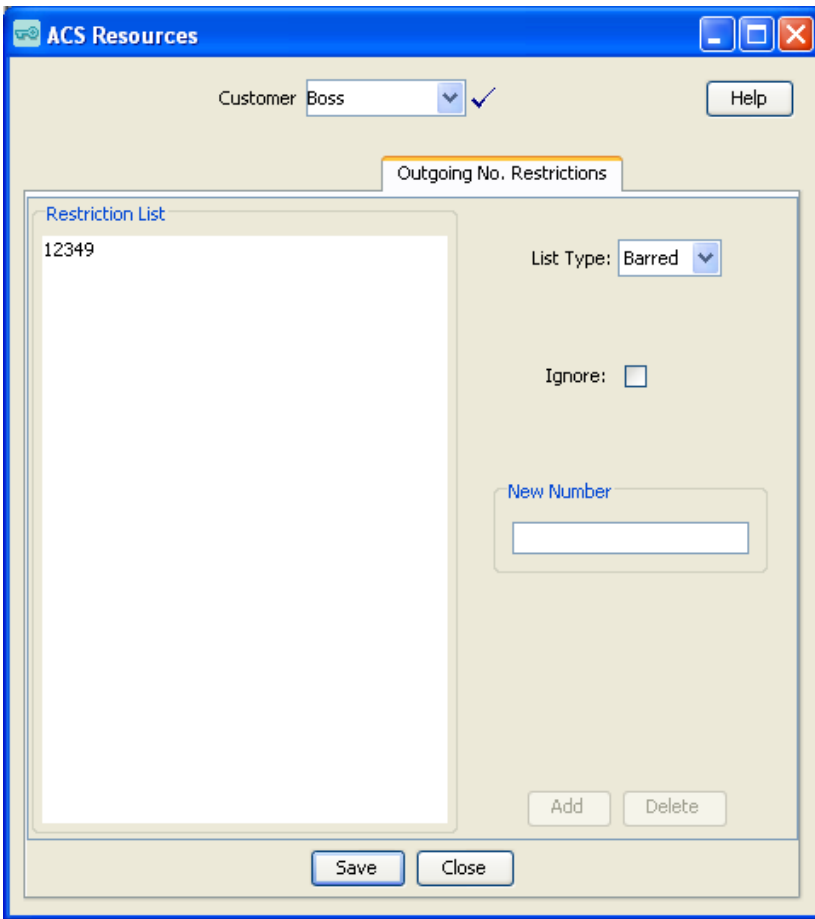 ACS Resources
Customer Boss Help
Outgoing No. Restrictions
Restriction List
12349
List Type: Barred
Ignore:
New Number
Add Delete
Save Close